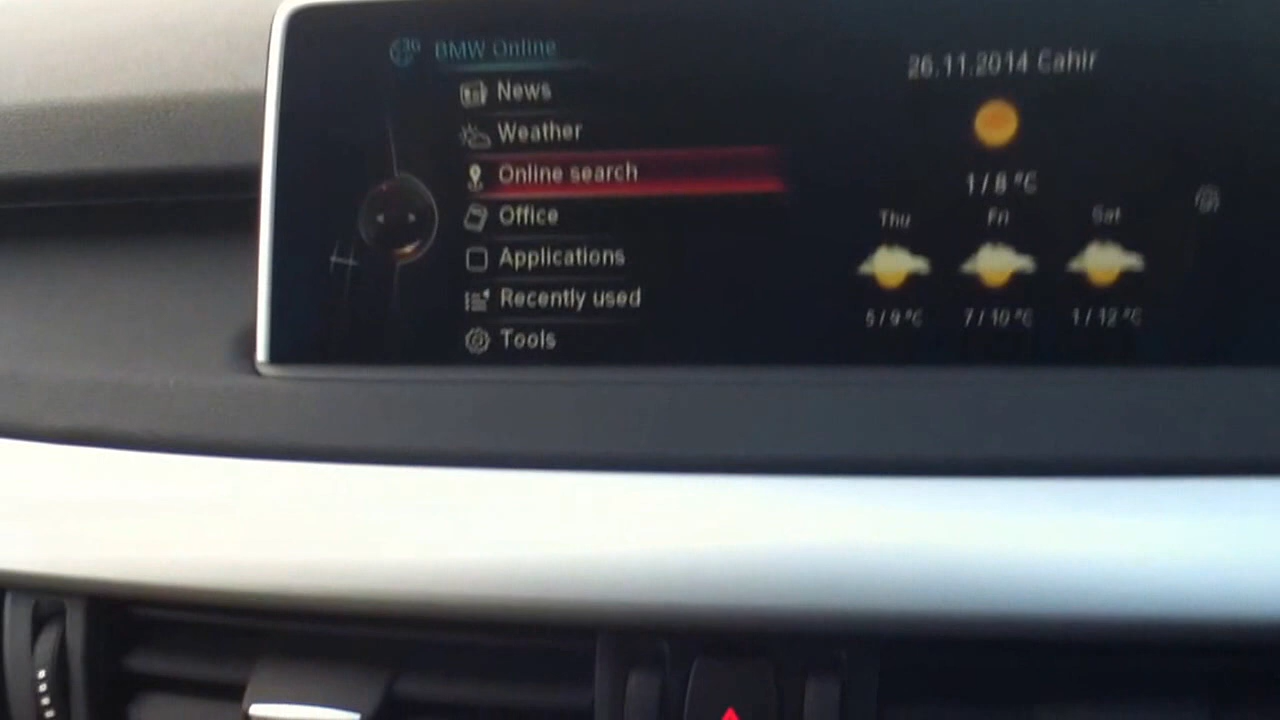 BMW Online
News
Weather
Online search
Office
Applications
Recently used
Tools
26.11.2014 Cahir
1 / 8 °C
Thu Fri Sat
5 / 9 °C 7 / 10 °C 1 / 12 °C